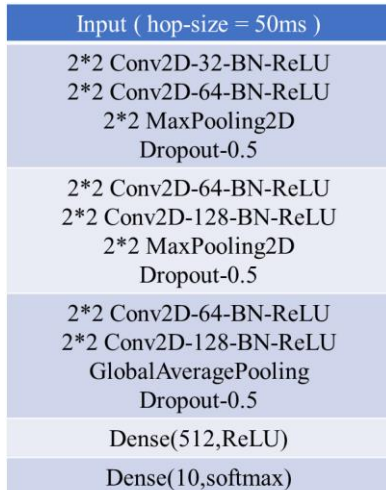 Input ( hop-size = 50ms )
2*2 Conv2D-32-BN-ReLU
2*2 Conv2D-64-BN-ReLU
2*2 MaxPooling2D
Dropout-0.5
2*2 Conv2D-64-BN-ReLU
2*2 Conv2D-128-BN-ReLU
2*2 MaxPooling2D
Dropout-0.5
2*2 Conv2D-64-BN-ReLU
2*2 Conv2D-128-BN-ReLU
GlobalAveragePooling
Dropout-0.5
Dense(512,ReLU)
Dense(10,softmax)